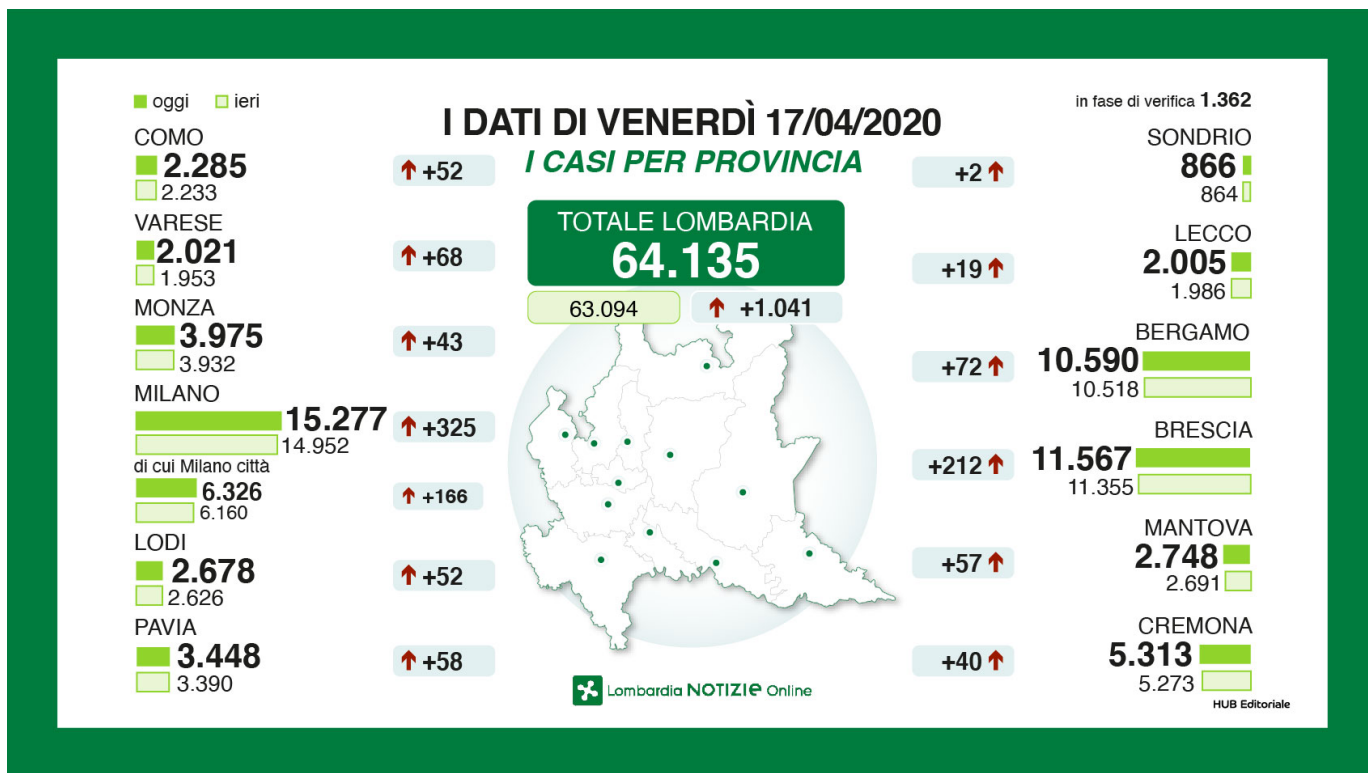 oggi ieri
I DATI DI VENERDÌ 17/04/2020
I CASI PER PROVINCIA
in fase di verifica 1.362
TOTALE LOMBARDIA
64.135
63.094
+1.041
COMO
2.285
2.233
+52
VARESE
2.021
1.953
+68
MONZA
3.975
3.932
+43
MILANO
15.277
14.952
+325
di cui Milano città
6.326
6.160
+166
LODI
2.678
2.626
+52
PAVIA
3.448
3.390
+58
SONDRIO
866
864
+2
LECCO
2.005
1.986
+19
BERGAMO
10.590
10.518
+72
BRESCIA
11.567
11.355
+212
MANTOVA
2.748
2.691
+57
CREMONA
5.313
5.273
+40
Lombardia NOTIZIE Online
HUB Editoriale